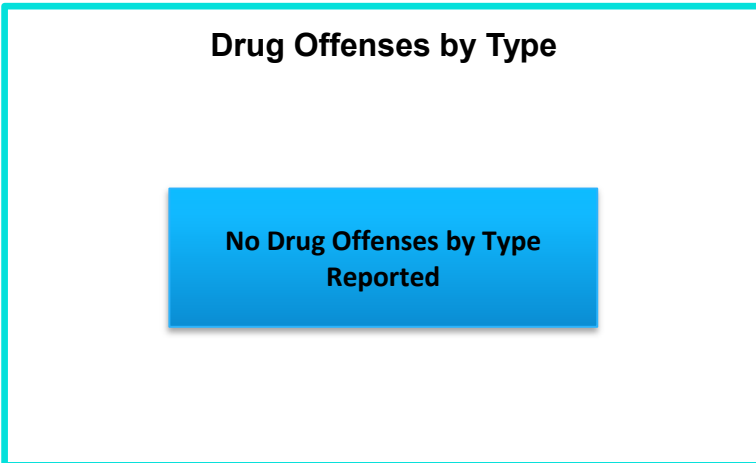 Drug Offenses by Type
No Drug Offenses by Type
Reported